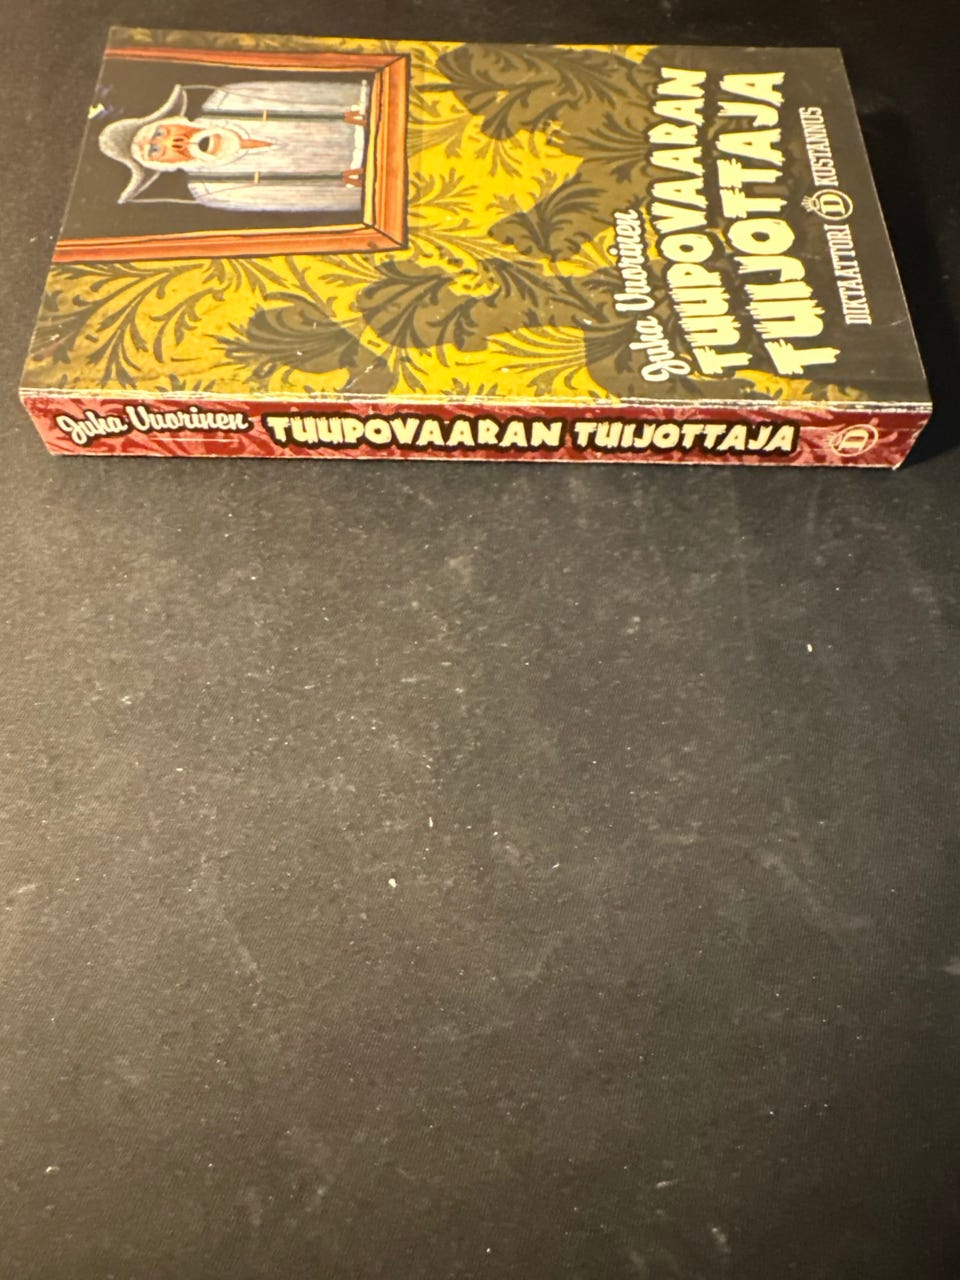 Juha Vuorinen
TUUPOVAARAN
TUIJOTTAJA
DIKTAATTORI D KUSTANNUS
Juha Vuorinen TUUPOVAARAN TUIJOTTAJA D